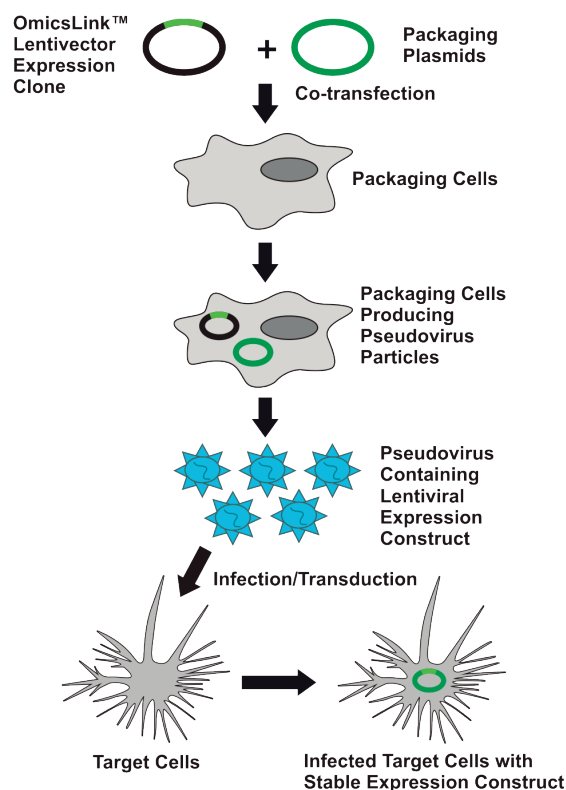 OmicsLink™
Lentivector
Expression
Clone
+
Packaging
Plasmids
Co-transfection
Packaging Cells
Packaging Cells
Producing
Pseudovirus
Particles
Pseudovirus
Containing
Lentiviral
Expression
Construct
Infection/Transduction
Target Cells
Infected Target Cells with
Stable Expression Construct